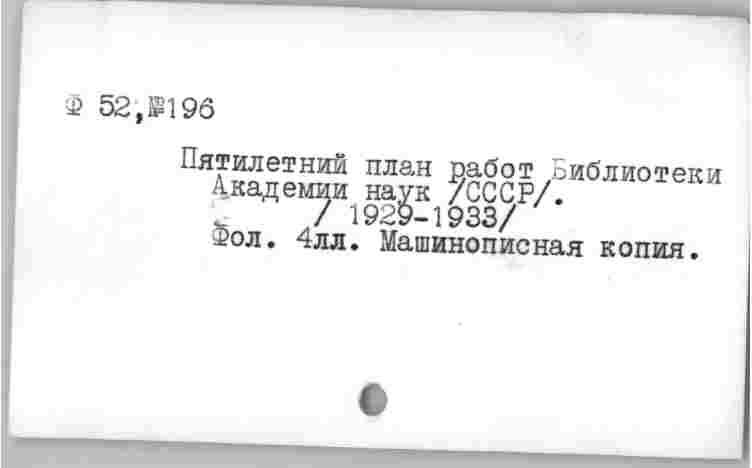 Ф 52,№196
Пятилетний план работ Библиотеки
Академии наук /СССР/.
/ 1929-1933/
Фол. 4лл. Машинописная копия.